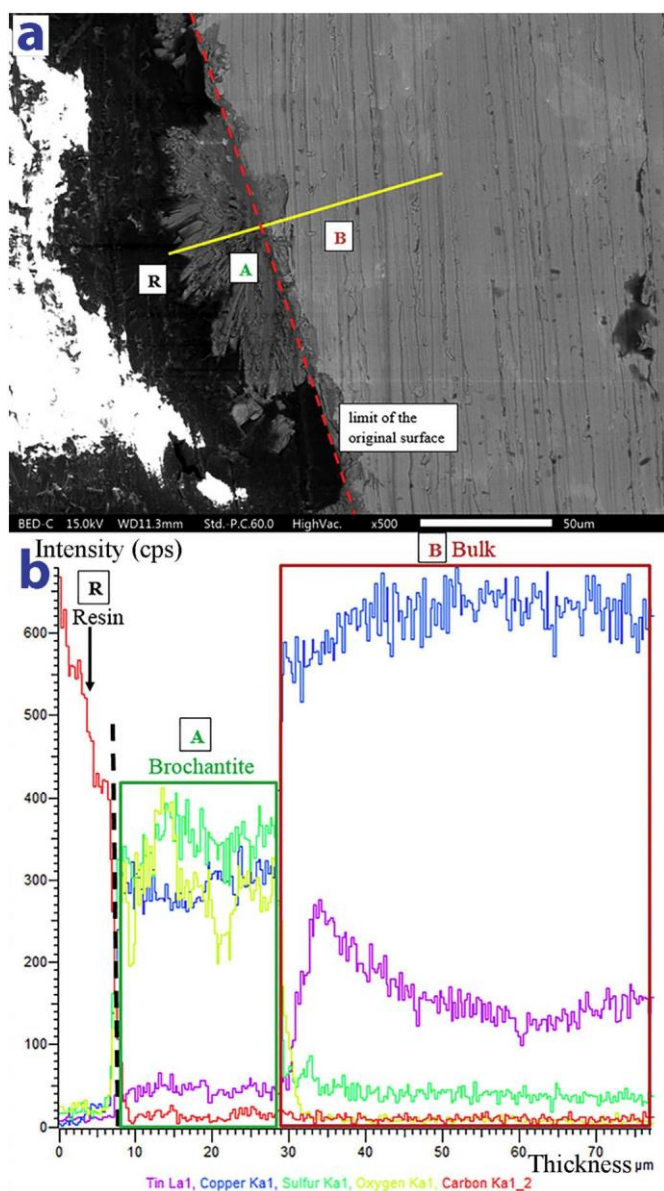 a
R
A
B
limit of the
original surface
BED-C 15.0kV WD11.3mm Std.-P.C.60.0 HighVac. x500 50um
b
Intensity (cps)
R
Resin
A
Brochantite
B Bulk
600
500
400
300
200
100
0
0 10 20 30 40 50 60 70 µm
Thickness
Tin La1, Copper Ka1, Sulfur Ka1, Oxygen Ka1, Carbon Ka1_2